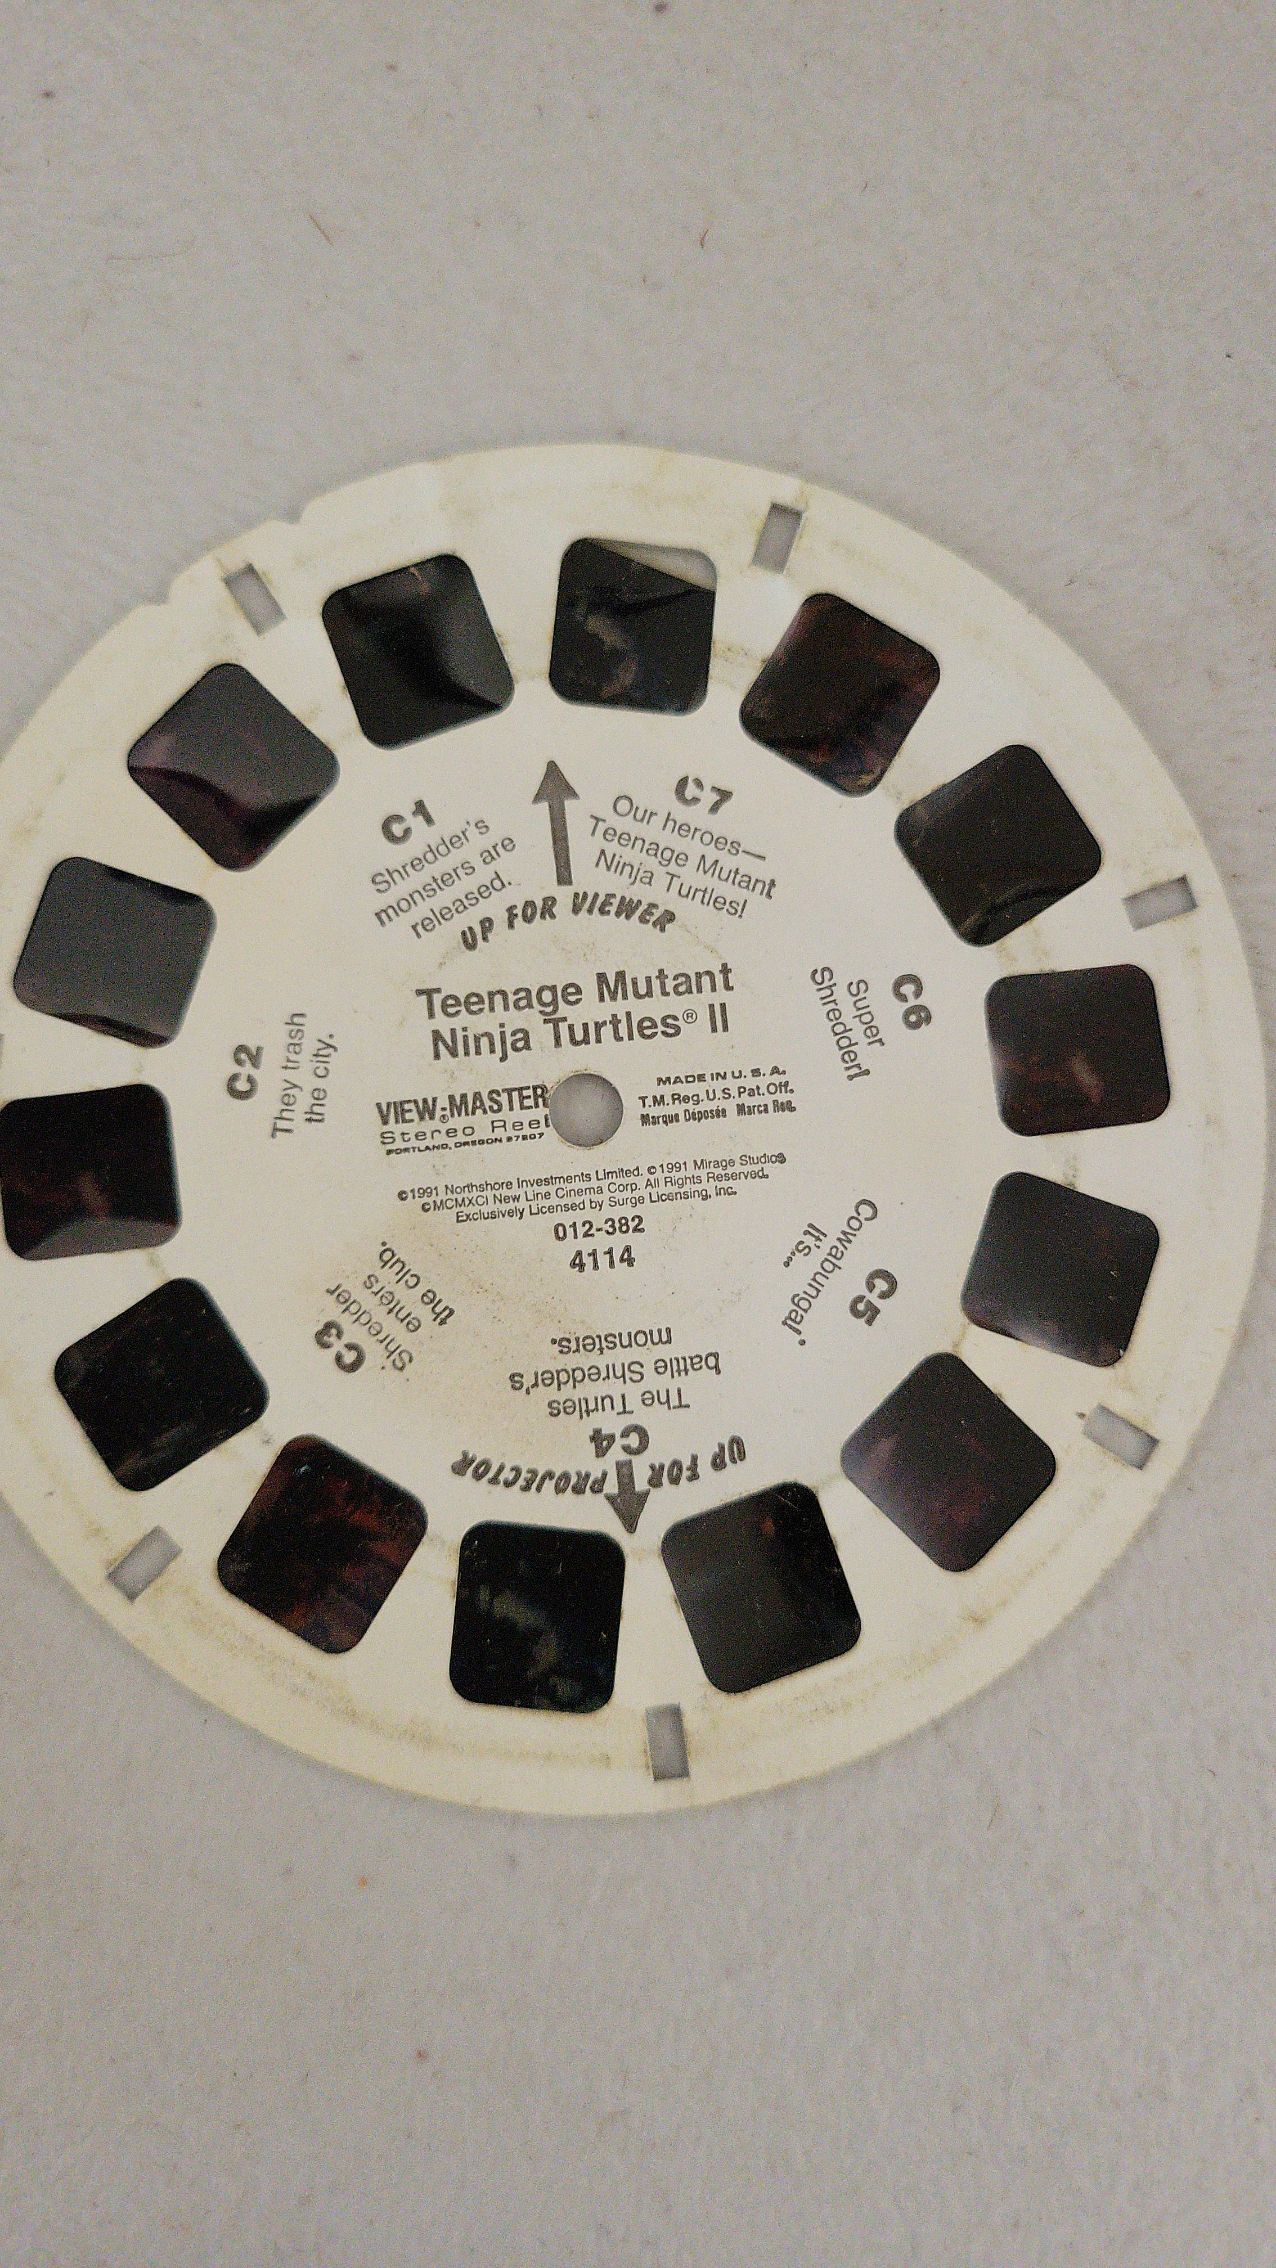 C1
Shredder's
monsters are
released.
C7
Our heroes—
Teenage Mutant
Ninja Turtles!
UP FOR VIEWER
Teenage Mutant
Ninja Turtles® II
VIEW-MASTER®
Stereo Reel
PORTLAND, OREGON 97207
MADE IN U. S. A.
T.M. Reg. U.S. Pat. Off.
Marque Déposée Marca Reg.
©1991 Northshore Investments Limited. ©1991 Mirage Studios
©MCMXCI New Line Cinema Corp. All Rights Reserved.
Exclusively Licensed by Surge Licensing, Inc.
012-382
4114
C2
They trash
the city.
C3
Shredder
enters
the club.
C4
The Turtles
battle Shredder's
monsters.
C5
Cowabunga!
It's...
C6
Super
Shredder!
UP FOR PROJECTOR